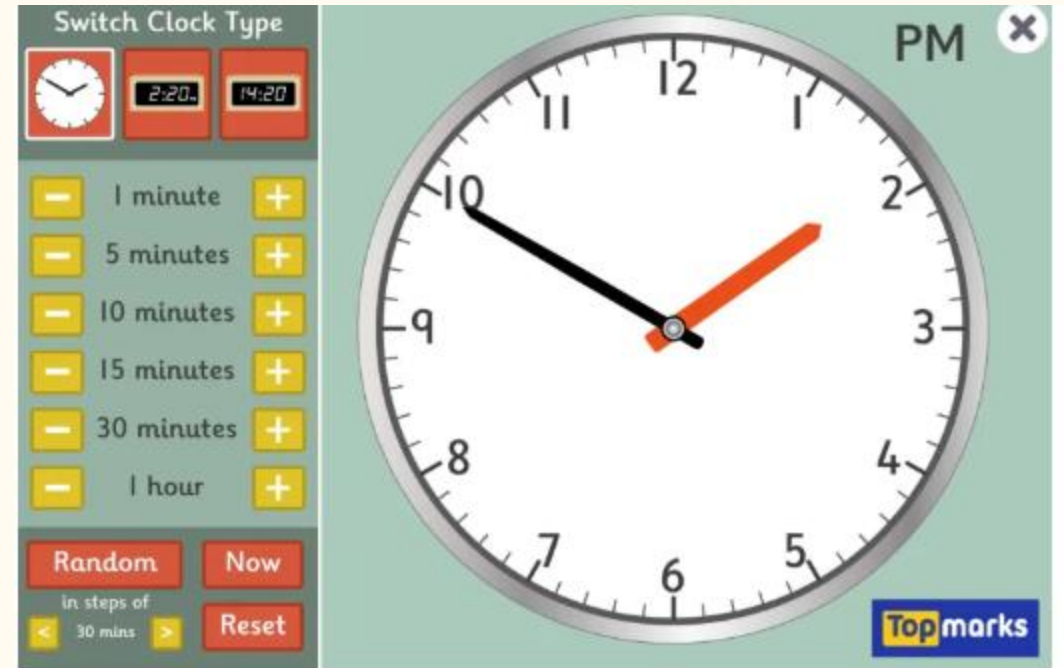 Switch Clock Type
2:20
14:20
− 1 minute +
− 5 minutes +
− 10 minutes +
− 15 minutes +
− 30 minutes +
− 1 hour +
Random
Now
in steps of
< 30 mins >
Reset
PM
×
12
1
2
3
4
5
6
7
8
9
10
11
Topmarks